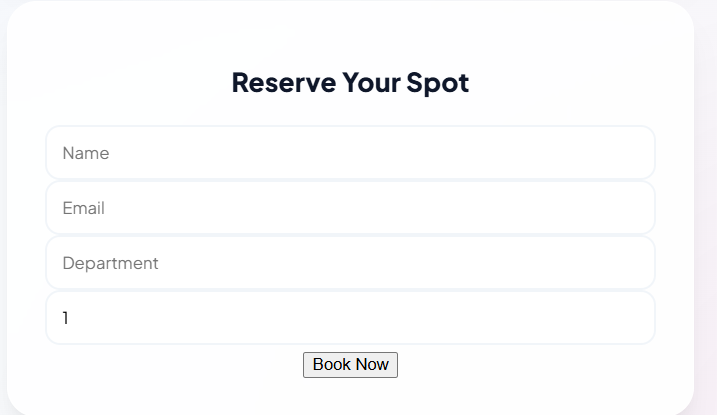 Reserve Your Spot
Name
Email
Department
1
Book Now